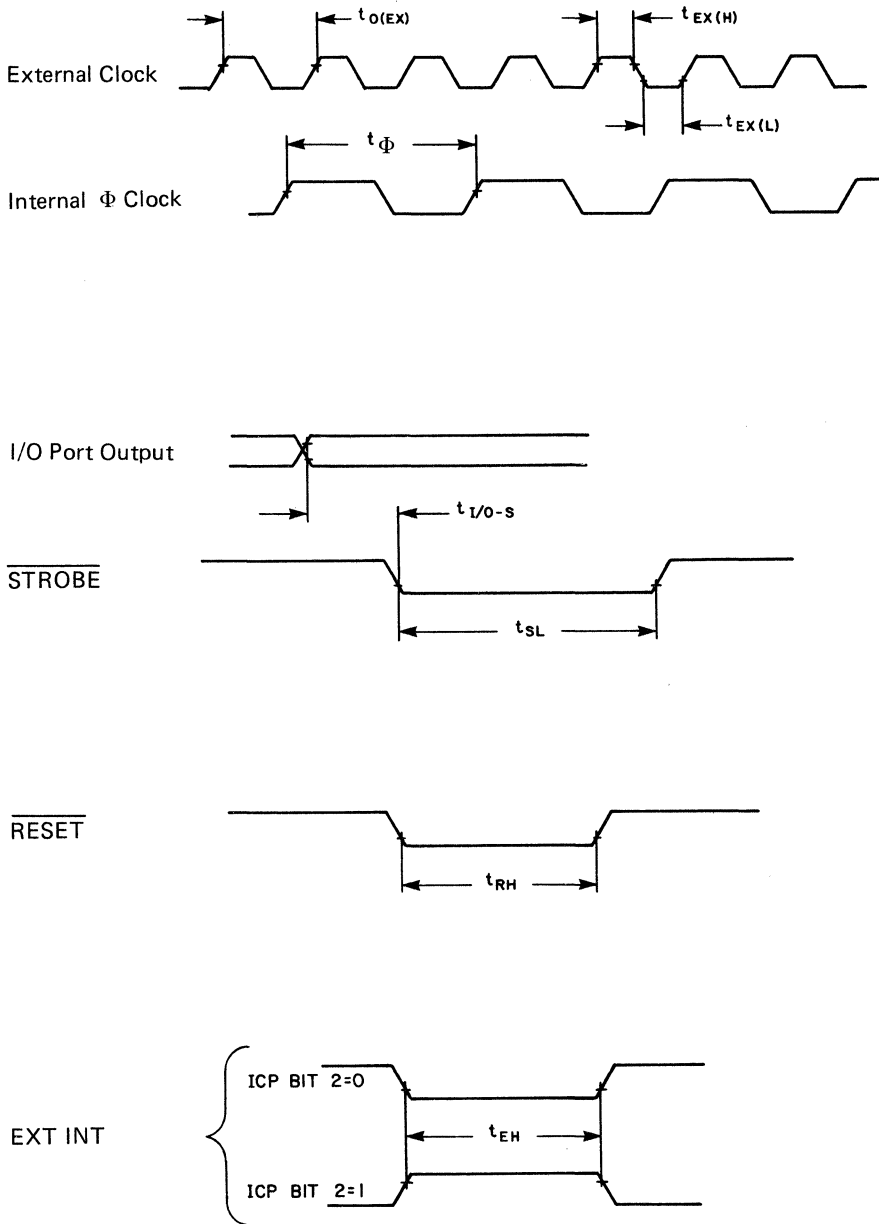 t O(EX)
t EX(H)
External Clock
t EX(L)
t Φ
Internal Φ Clock
I/O Port Output
t I/O-S
STROBE
t SL
RESET
t RH
ICP BIT 2=0
EXT INT
t EH
ICP BIT 2=1